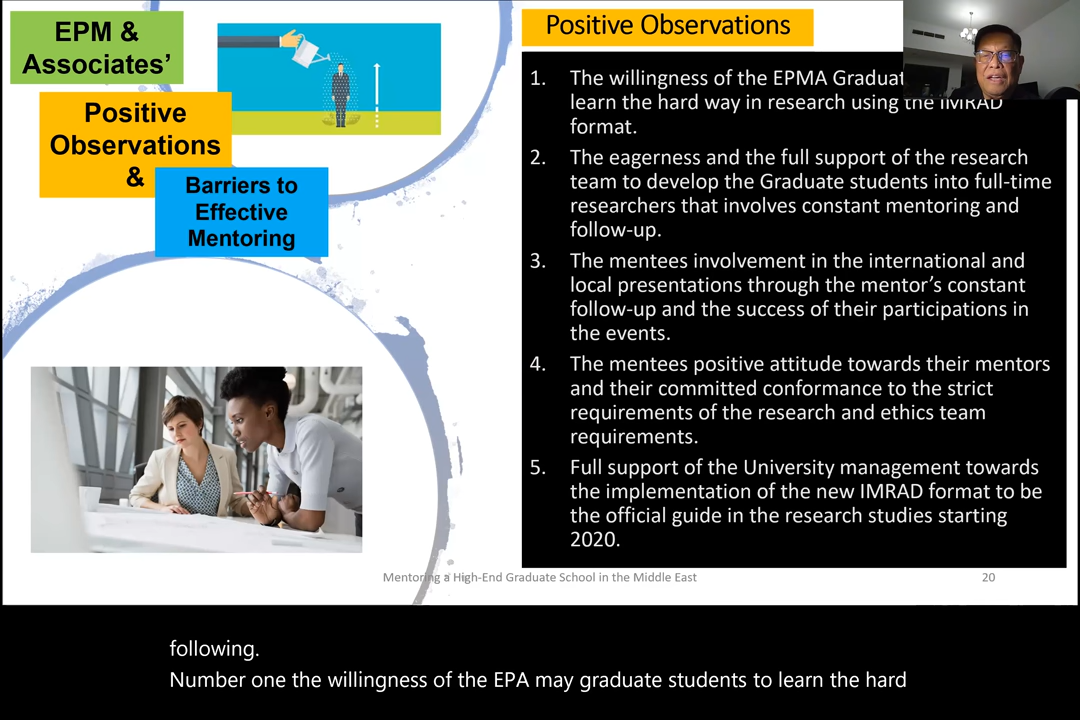 EPM &
Associates’
Positive
Observations
&
Barriers to
Effective
Mentoring
Positive Observations
1. The willingness of the EPMA
learn the hard way in research using the IMRAD
format.
2. The eagerness and the full support of the research
team to develop the Graduate students into full-time
researchers that involves constant mentoring and
follow-up.
3. The mentees involvement in the international and
local presentations through the mentor’s constant
follow-up and the success of their participations in
the events.
4. The mentees positive attitude towards their mentors
and their committed conformance to the strict
requirements of the research and ethics team
requirements.
5. Full support of the University management towards
the implementation of the new IMRAD format to be
the official guide in the research studies starting
2020.
Mentoring a High-End Graduate School in the Middle East
20
following.
Number one the willingness of the EPA may graduate students to learn the hard